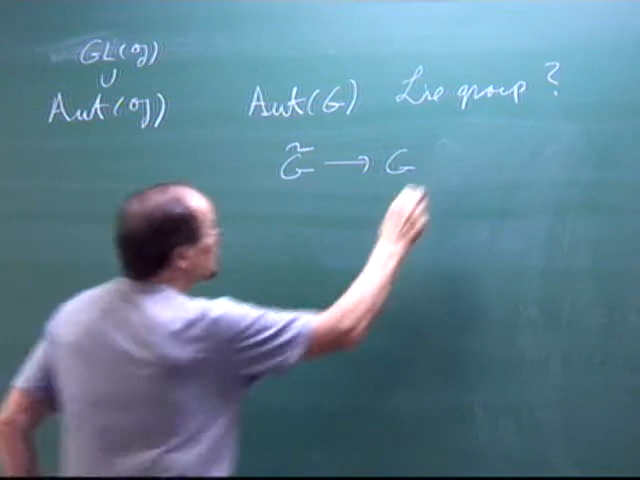 GL(𝔤)
∪
Aut(𝔤) Aut(G) Lie group ?
G̃ → G